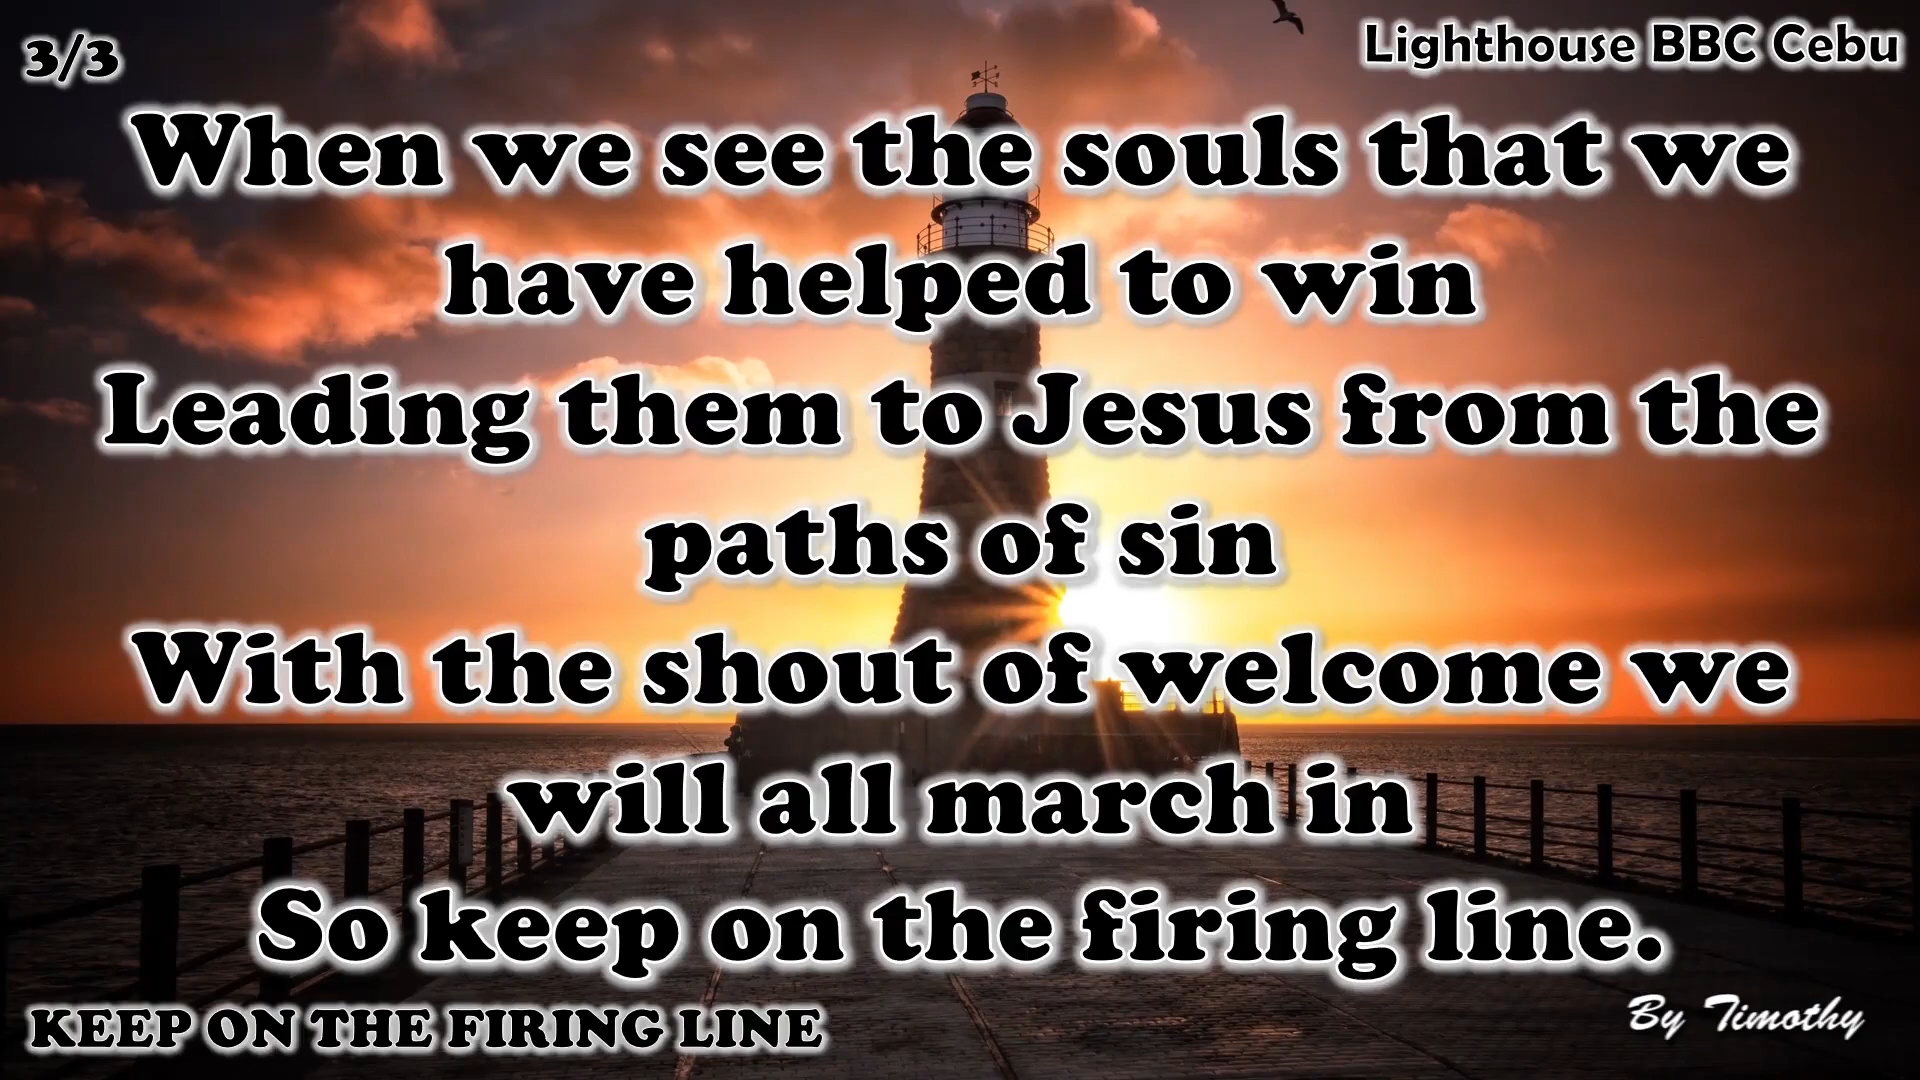 3/3
Lighthouse BBC Cebu
When we see the souls that we
have helped to win
Leading them to Jesus from the
paths of sin
With the shout of welcome we
will all march in
So keep on the firing line.
KEEP ON THE FIRING LINE
By Timothy